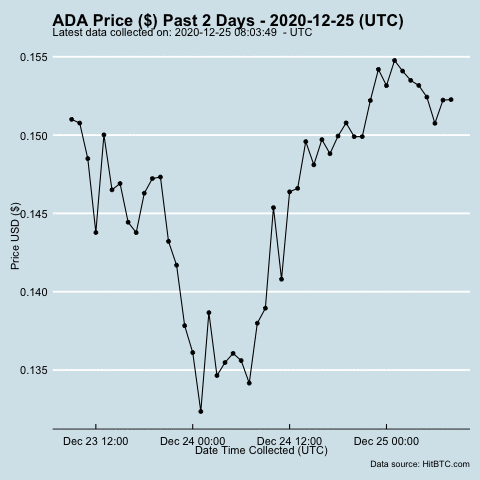 ADA Price ($) Past 2 Days - 2020-12-25 (UTC)
Latest data collected on: 2020-12-25 08:03:49  - UTC
0.155
0.150
0.145
0.140
0.135
Price USD ($)
Dec 23 12:00 Dec 24 00:00 Dec 24 12:00 Dec 25 00:00
Date Time Collected (UTC)
Data source: HitBTC.com